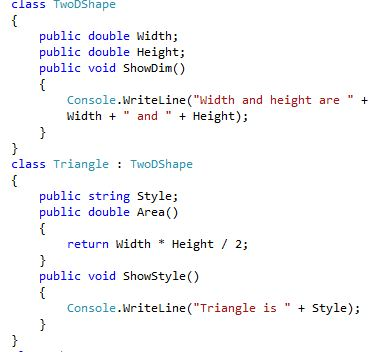 class TwoDShape
{
    public double Width;
    public double Height;
    public void ShowDim()
    {
        Console.WriteLine("Width and height are " +
        Width + " and " + Height);
    }
}
class Triangle : TwoDShape
{
    public string Style;
    public double Area()
    {
        return Width * Height / 2;
    }
    public void ShowStyle()
    {
        Console.WriteLine("Triangle is " + Style);
    }
}